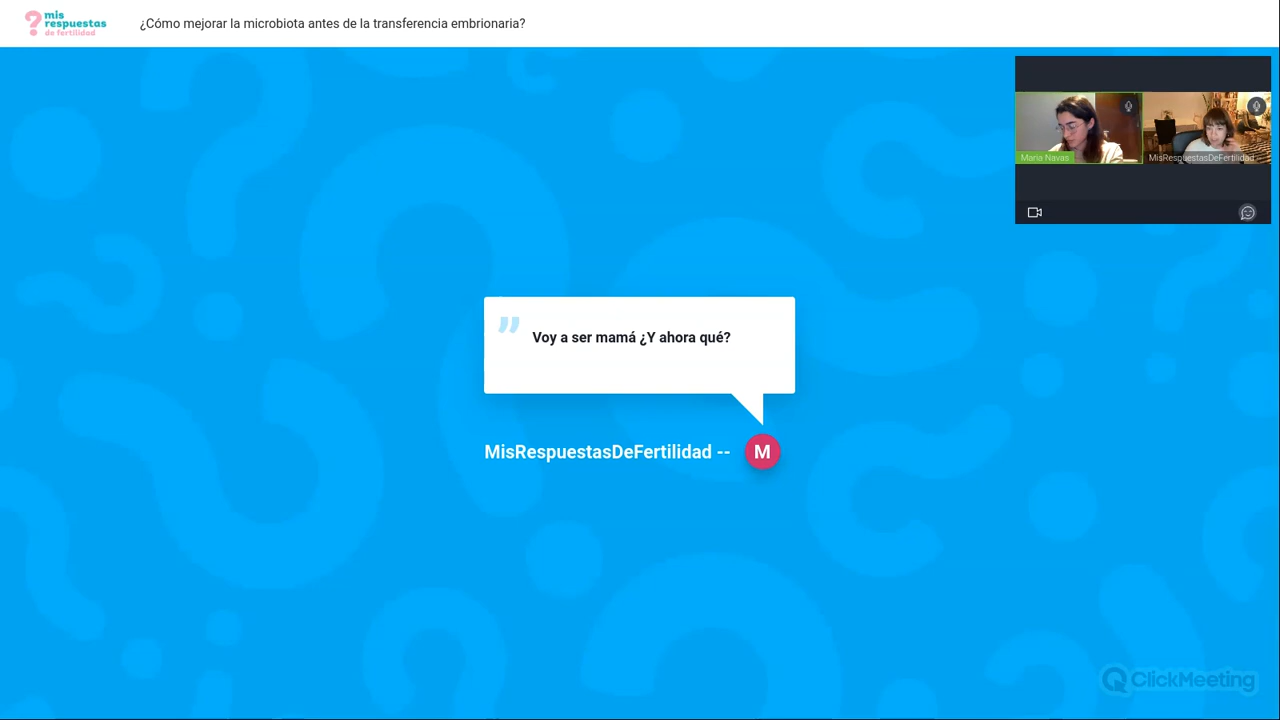 mis
respuestas
de fertilidad
¿Cómo mejorar la microbiota antes de la transferencia embrionaria?
Maria Navas
MisRespuestasDeFertilidad --
Voy a ser mamá ¿Y ahora qué?
MisRespuestasDeFertilidad --
M
ClickMeeting